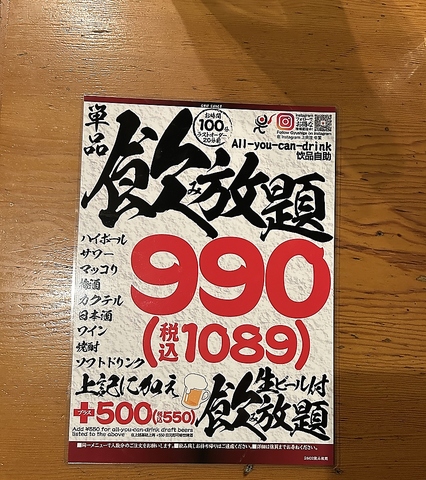 単品
お時間
100分
ラストオーダー
20分前
All-you-can-drink
饮品自助
飲み放題
ハイボール
サワー
マッコリ
梅酒
カクテル
日本酒
ワイン
焼酎
ソフトドリンク
990
(税込1089)
上記に加え
プラス
+500(税込550)
生ビールは
飲み放題
Add ¥550 for all-you-can-drink draft beers
listed to the above